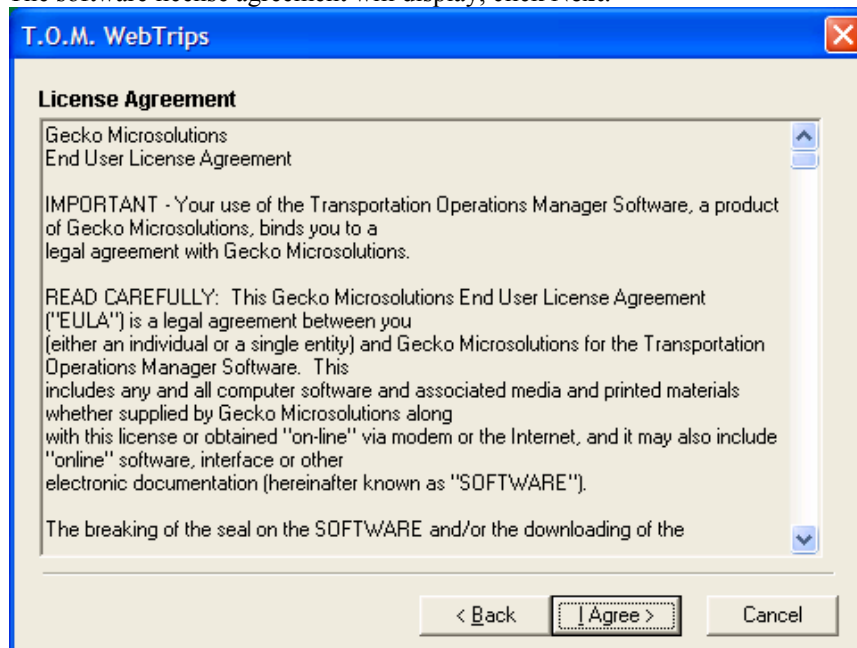 The software license agreement will display, click Next.
T.O.M. WebTrips
License Agreement
Gecko Microsolutions
End User License Agreement
IMPORTANT - Your use of the Transportation Operations Manager Software, a product
of Gecko Microsolutions, binds you to a
legal agreement with Gecko Microsolutions.
READ CAREFULLY: This Gecko Microsolutions End User License Agreement
("EULA") is a legal agreement between you
(either an individual or a single entity) and Gecko Microsolutions for the Transportation
Operations Manager Software. This
includes any and all computer software and associated media and printed materials
whether supplied by Gecko Microsolutions along
with this license or obtained "on-line" via modem or the Internet, and it may also include
"online" software, interface or other
electronic documentation (hereinafter known as "SOFTWARE").
The breaking of the seal on the SOFTWARE and/or the downloading of the
< Back
I Agree >
Cancel